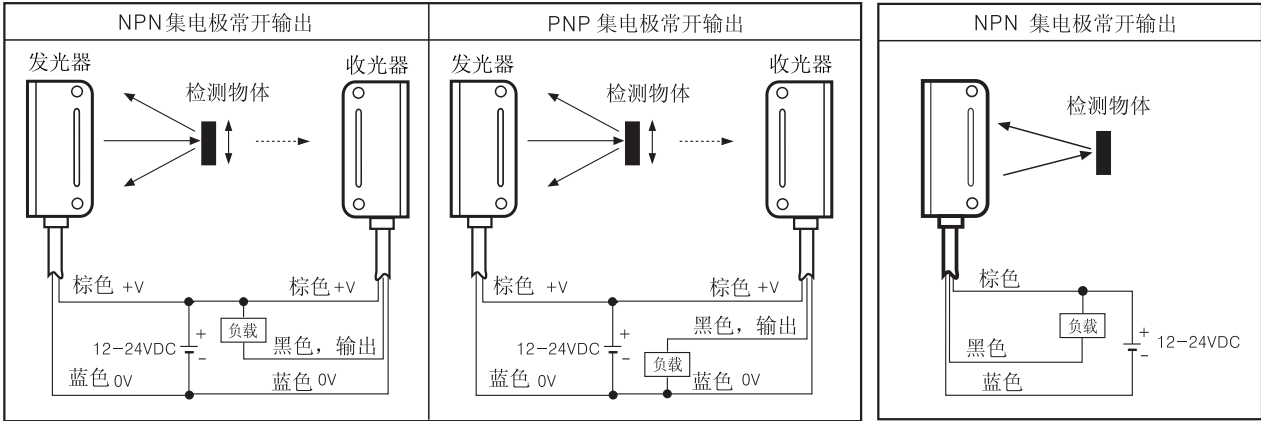 NPN集电极常开输出
发光器
收光器
检测物体
棕色 +V
棕色 +V
负载
12-24VDC
+
-
黑色，输出
蓝色 0V
蓝色 0V
PNP集电极常开输出
发光器
收光器
检测物体
棕色 +V
棕色 +V
黑色，输出
12-24VDC
+
-
负载
蓝色 0V
蓝色 0V
NPN 集电极常开输出
检测物体
棕色
负载
+
-
12-24VDC
黑色
蓝色